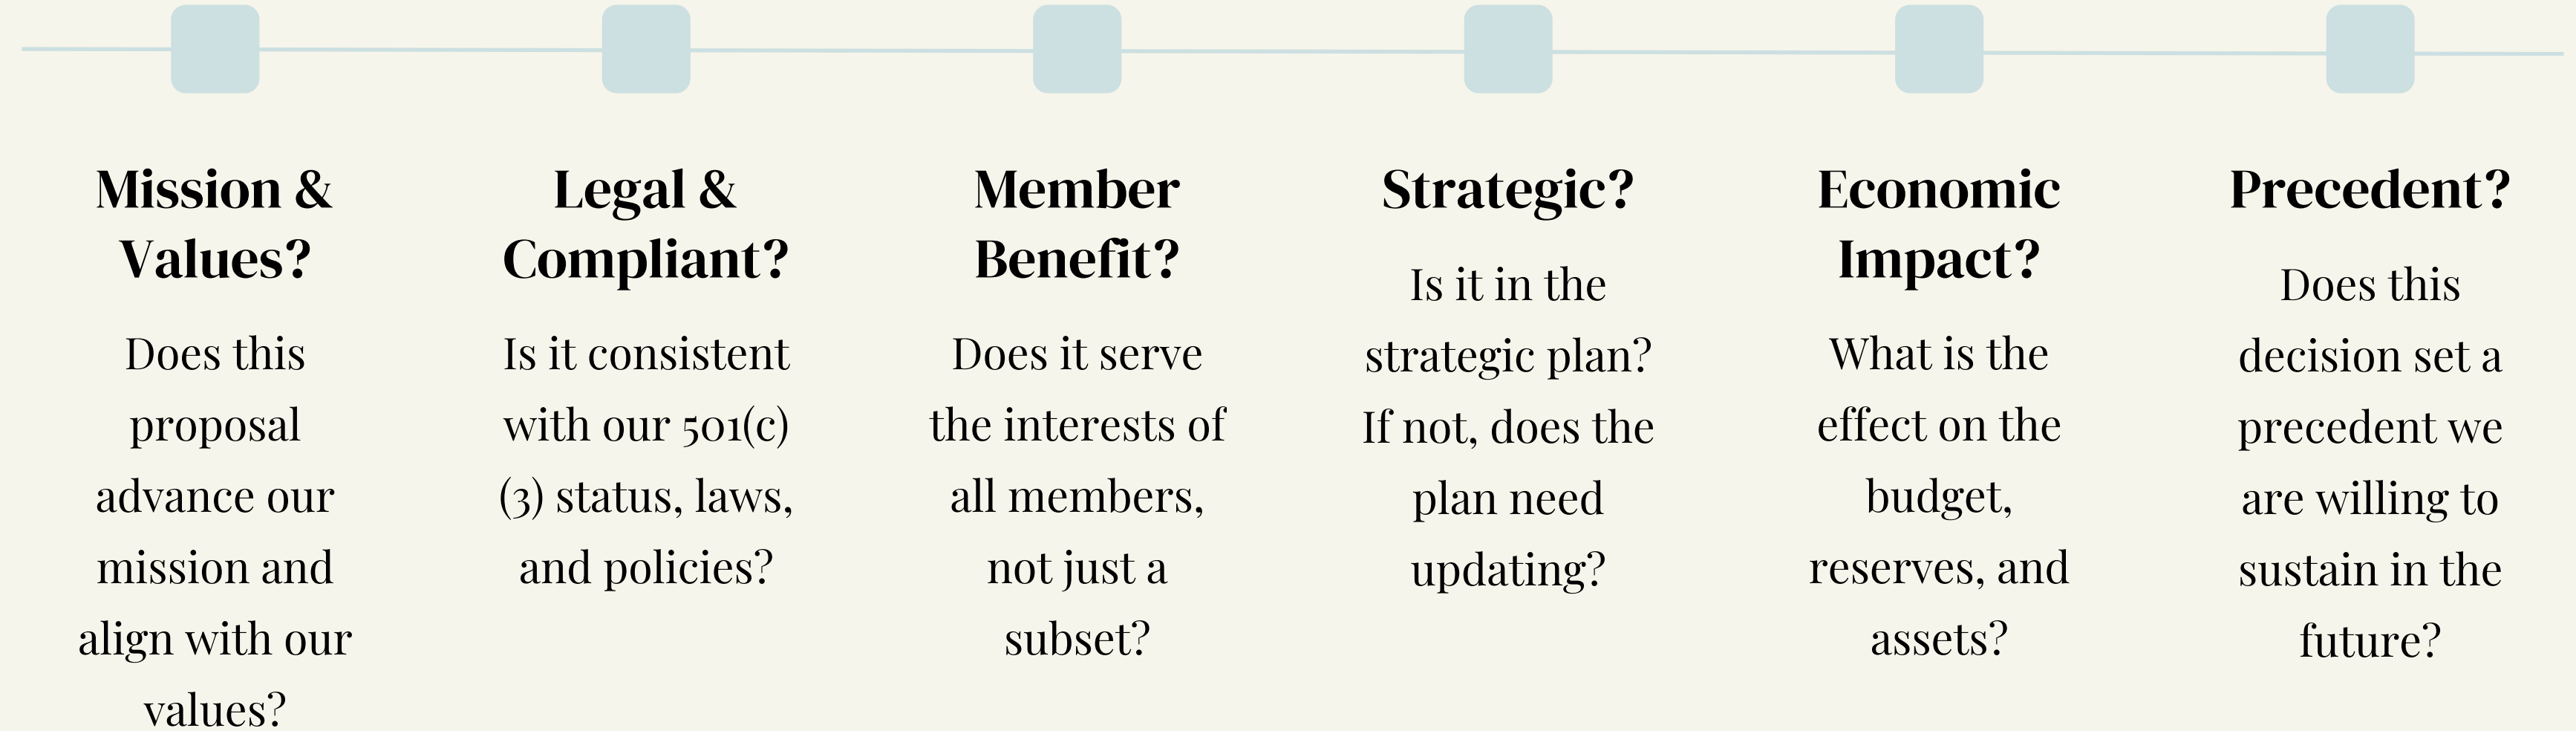 Mission &
Values?
Does this
proposal
advance our
mission and
align with our
values?
Legal &
Compliant?
Is it consistent
with our 501(c)
(3) status, laws,
and policies?
Member
Benefit?
Does it serve
the interests of
all members,
not just a
subset?
Strategic?
Is it in the
strategic plan?
If not, does the
plan need
updating?
Economic
Impact?
What is the
effect on the
budget,
reserves, and
assets?
Precedent?
Does this
decision set a
precedent we
are willing to
sustain in the
future?